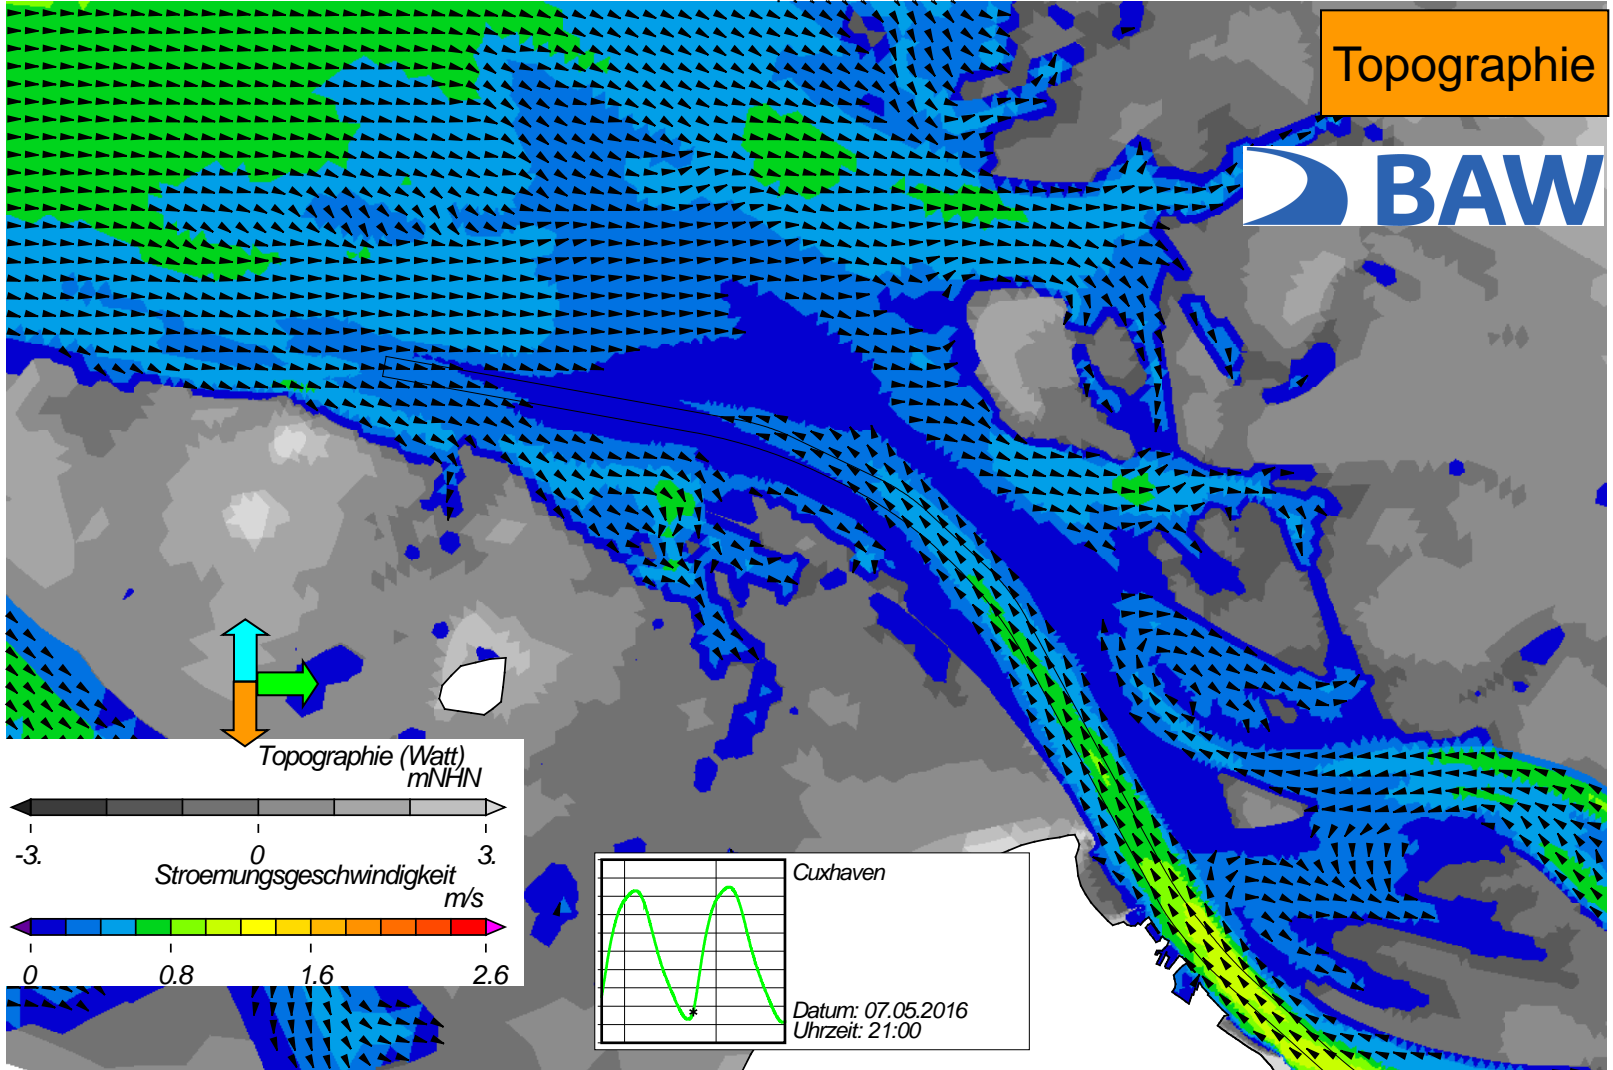 Topographie
BAW
Topographie (Watt)
mNHN
-3. 0 3.
Stroemungsgeschwindigkeit
m/s
0 0.8 1.6 2.6
Cuxhaven
Datum: 07.05.2016
Uhrzeit: 21:00